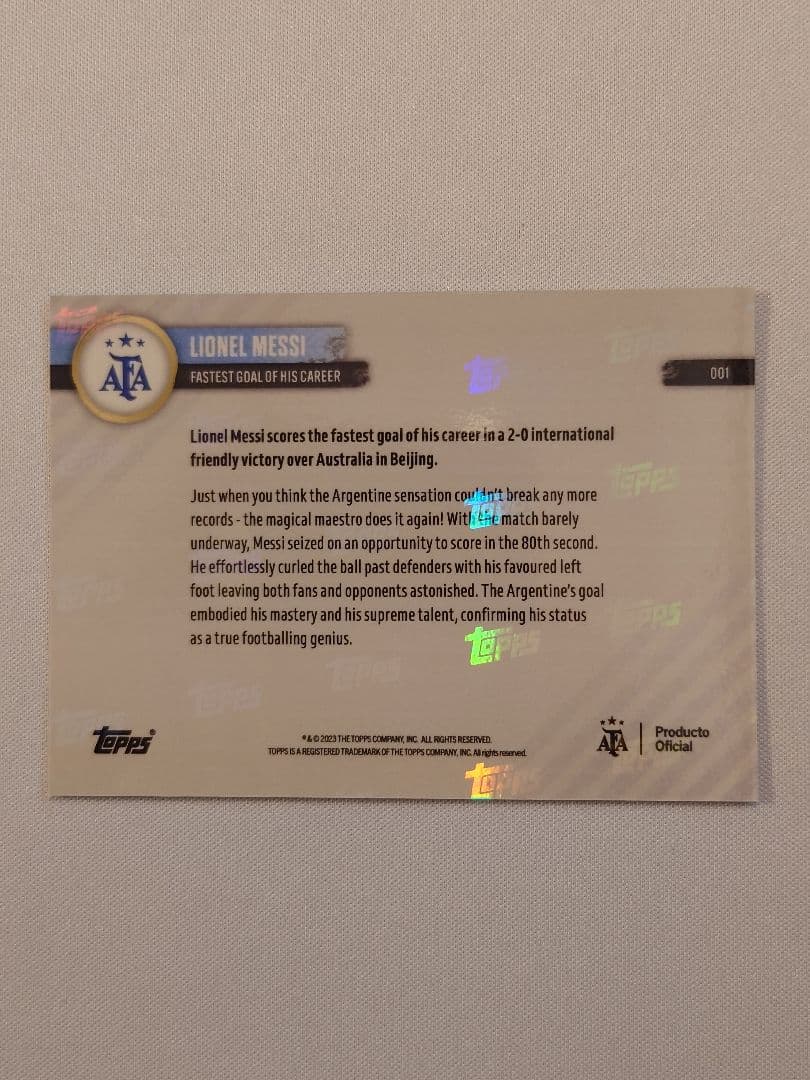 AFA
LIONEL MESSI
FASTEST GOAL OF HIS CAREER
001
Lionel Messi scores the fastest goal of his career in a 2-0 international
friendly victory over Australia in Beijing.
Just when you think the Argentine sensation couldn't break any more
records - the magical maestro does it again! With the match barely
underway, Messi seized on an opportunity to score in the 80th second.
He effortlessly curled the ball past defenders with his favoured left
foot leaving both fans and opponents astonished. The Argentine's goal
embodied his mastery and his supreme talent, confirming his status
as a true footballing genius.
Topps®
® & © 2023 THE TOPPS COMPANY, INC. ALL RIGHTS RESERVED.
TOPPS IS A REGISTERED TRADEMARK OF THE TOPPS COMPANY, INC. All rights reserved.
AFA
Producto
Oficial